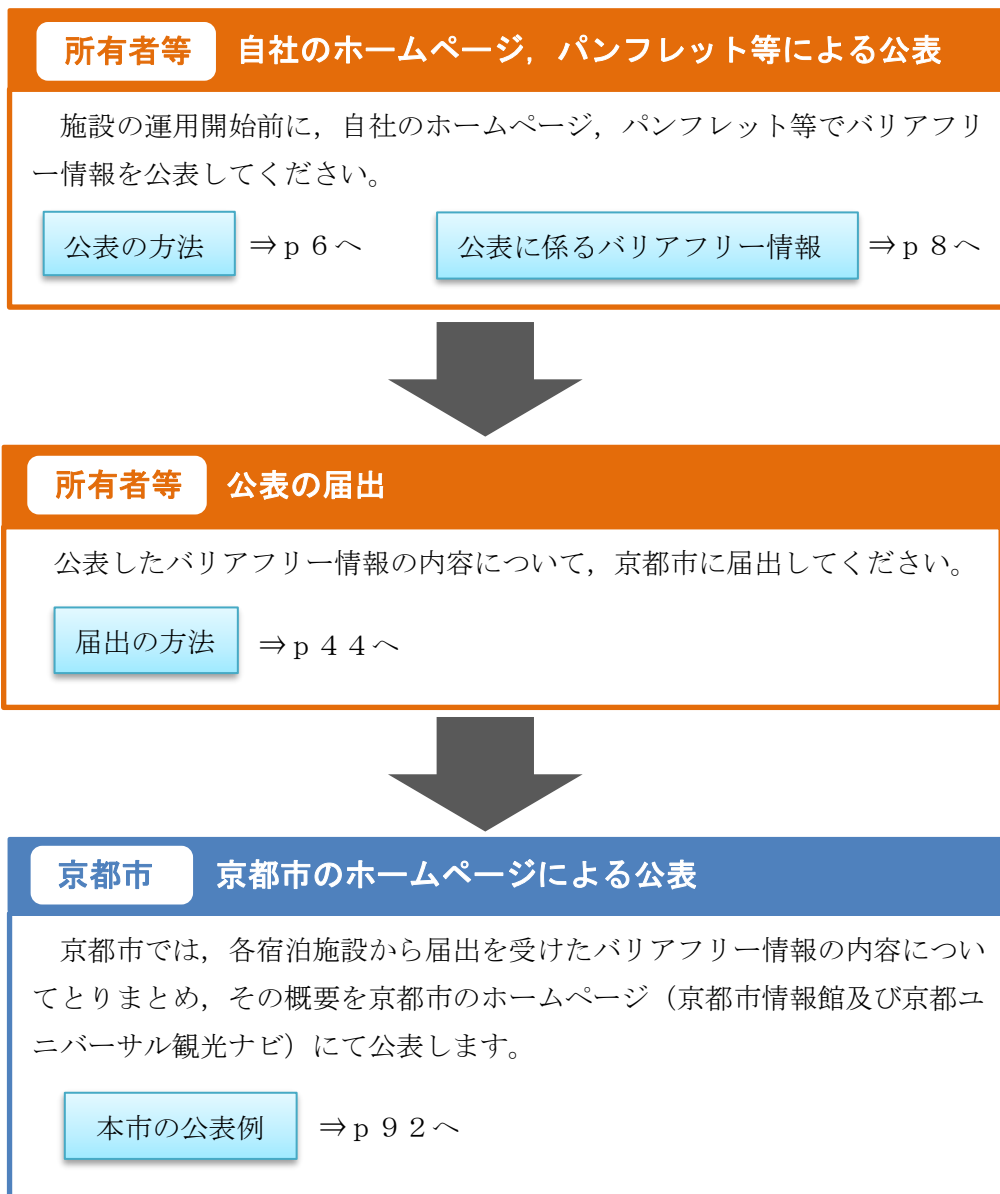 所有者等 自社のホームページ，パンフレット等による公表
施設の運用開始前に，自社のホームページ，パンフレット等でバリアフリ
ー情報を公表してください。
公表の方法 ⇒ｐ６へ 公表に係るバリアフリー情報 ⇒ｐ８へ
所有者等 公表の届出
公表したバリアフリー情報の内容について，京都市に届出してください。
届出の方法 ⇒ｐ４４へ
京都市 京都市のホームページによる公表
京都市では，各宿泊施設から届出を受けたバリアフリー情報の内容につい
てとりまとめ，その概要を京都市のホームページ（京都市情報館及び京都ユ
ニバーサル観光ナビ）にて公表します。
本市の公表例 ⇒ｐ９２へ